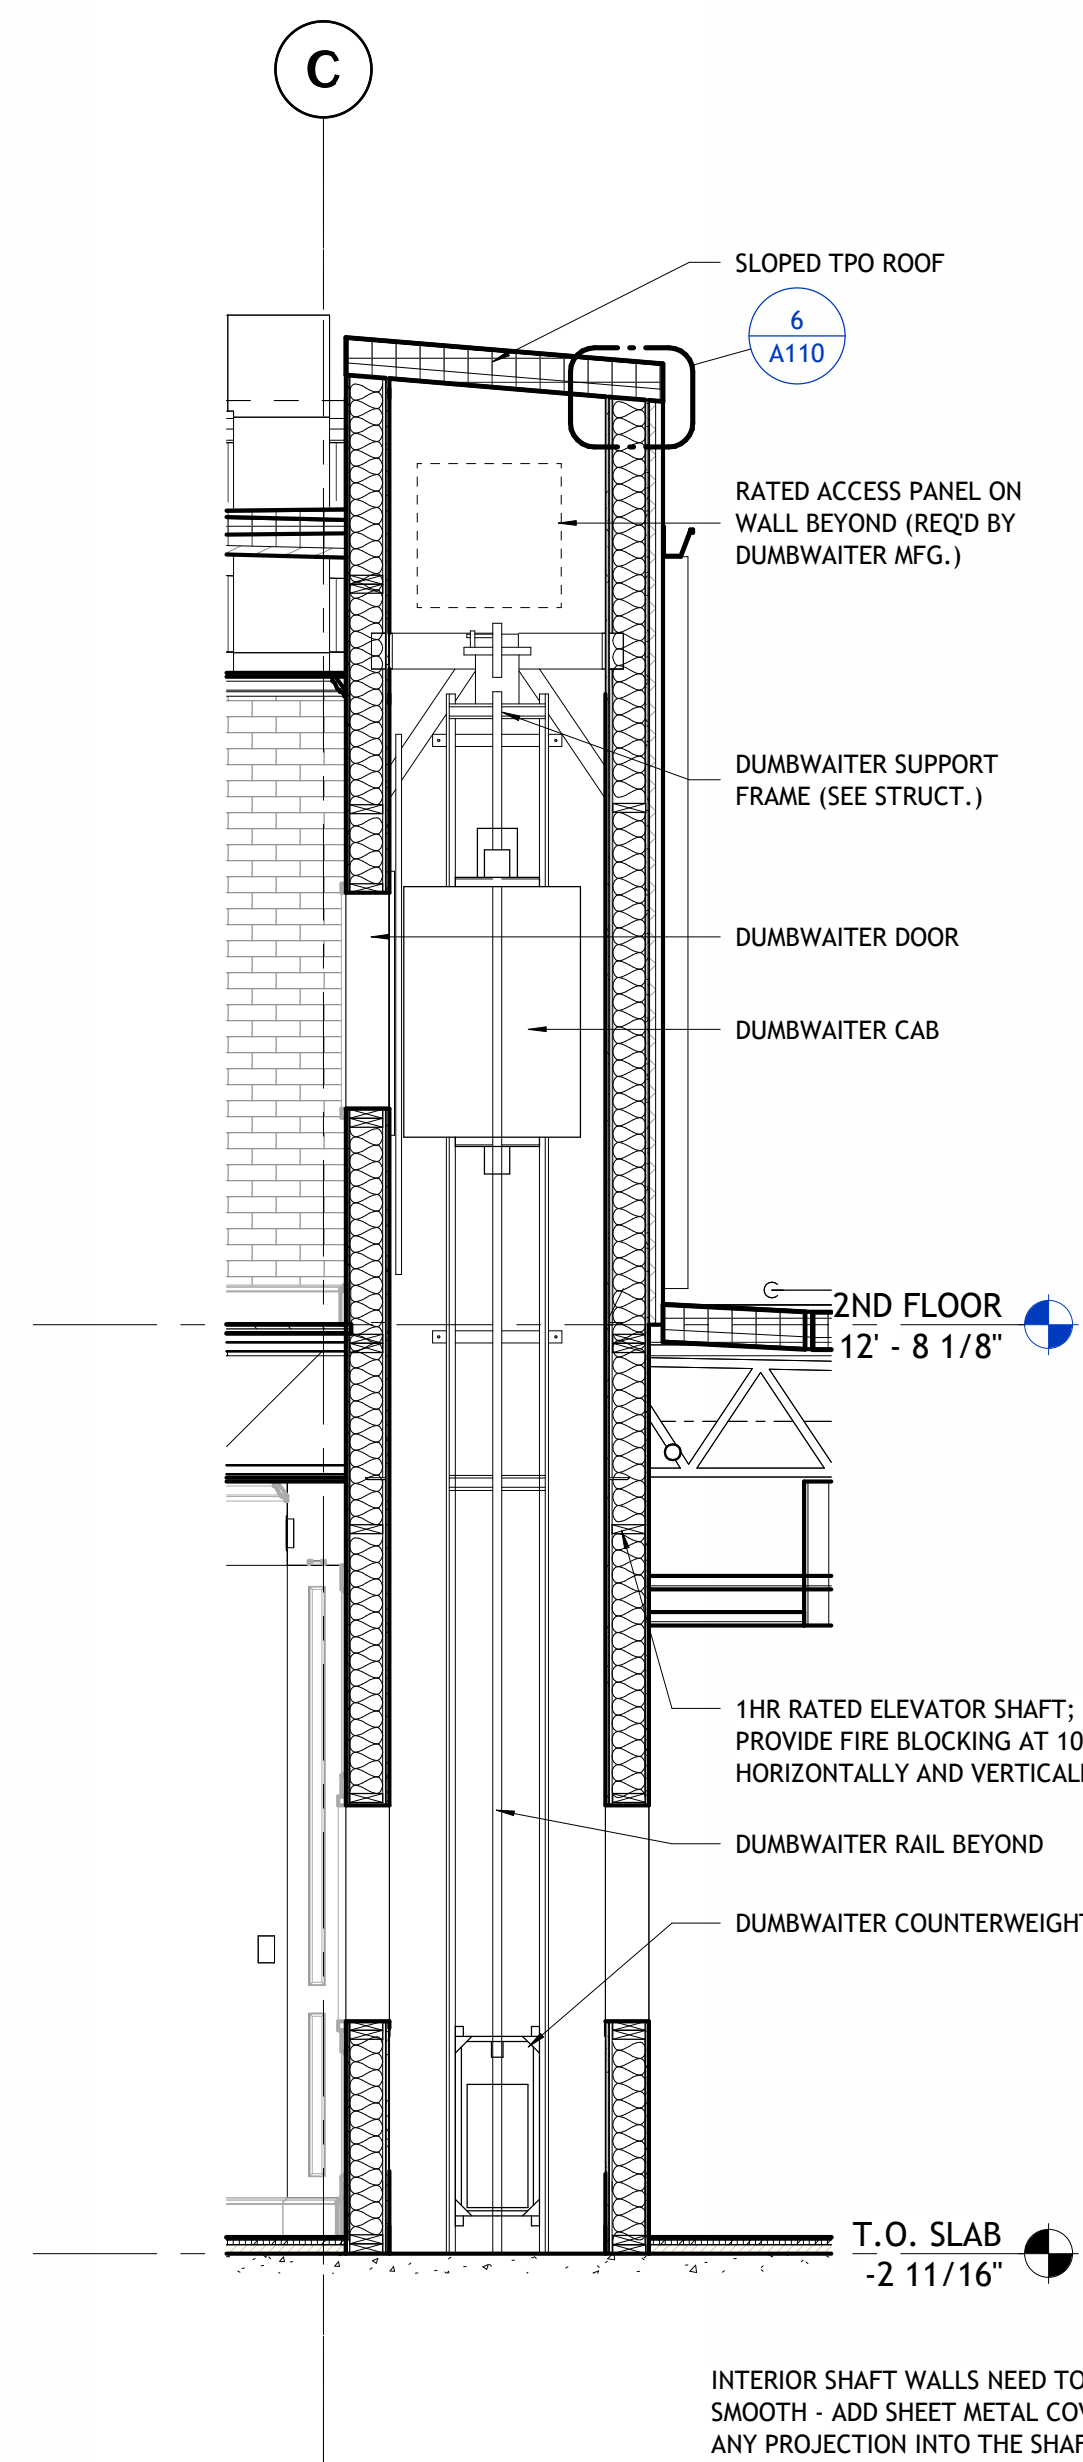 C
SLOPED TPO ROOF
6
A110
RATED ACCESS PANEL ON
WALL BEYOND (REQ'D BY
DUMBWAITER MFG.)
DUMBWAITER SUPPORT
FRAME (SEE STRUCT.)
DUMBWAITER DOOR
DUMBWAITER CAB
2ND FLOOR
12' - 8 1/8"
1HR RATED ELEVATOR SHAFT;
PROVIDE FIRE BLOCKING AT 10
HORIZONTALLY AND
DUMBWAITER RAIL BEYOND
DUMBWAITER COUNTERWEIGHT
T.O. SLAB
-2 11/16"
INTERIOR SHAFT WALLS NEED TO
SMOOTH - ADD SHEET METAL
ANY PROJECTION INTO THE